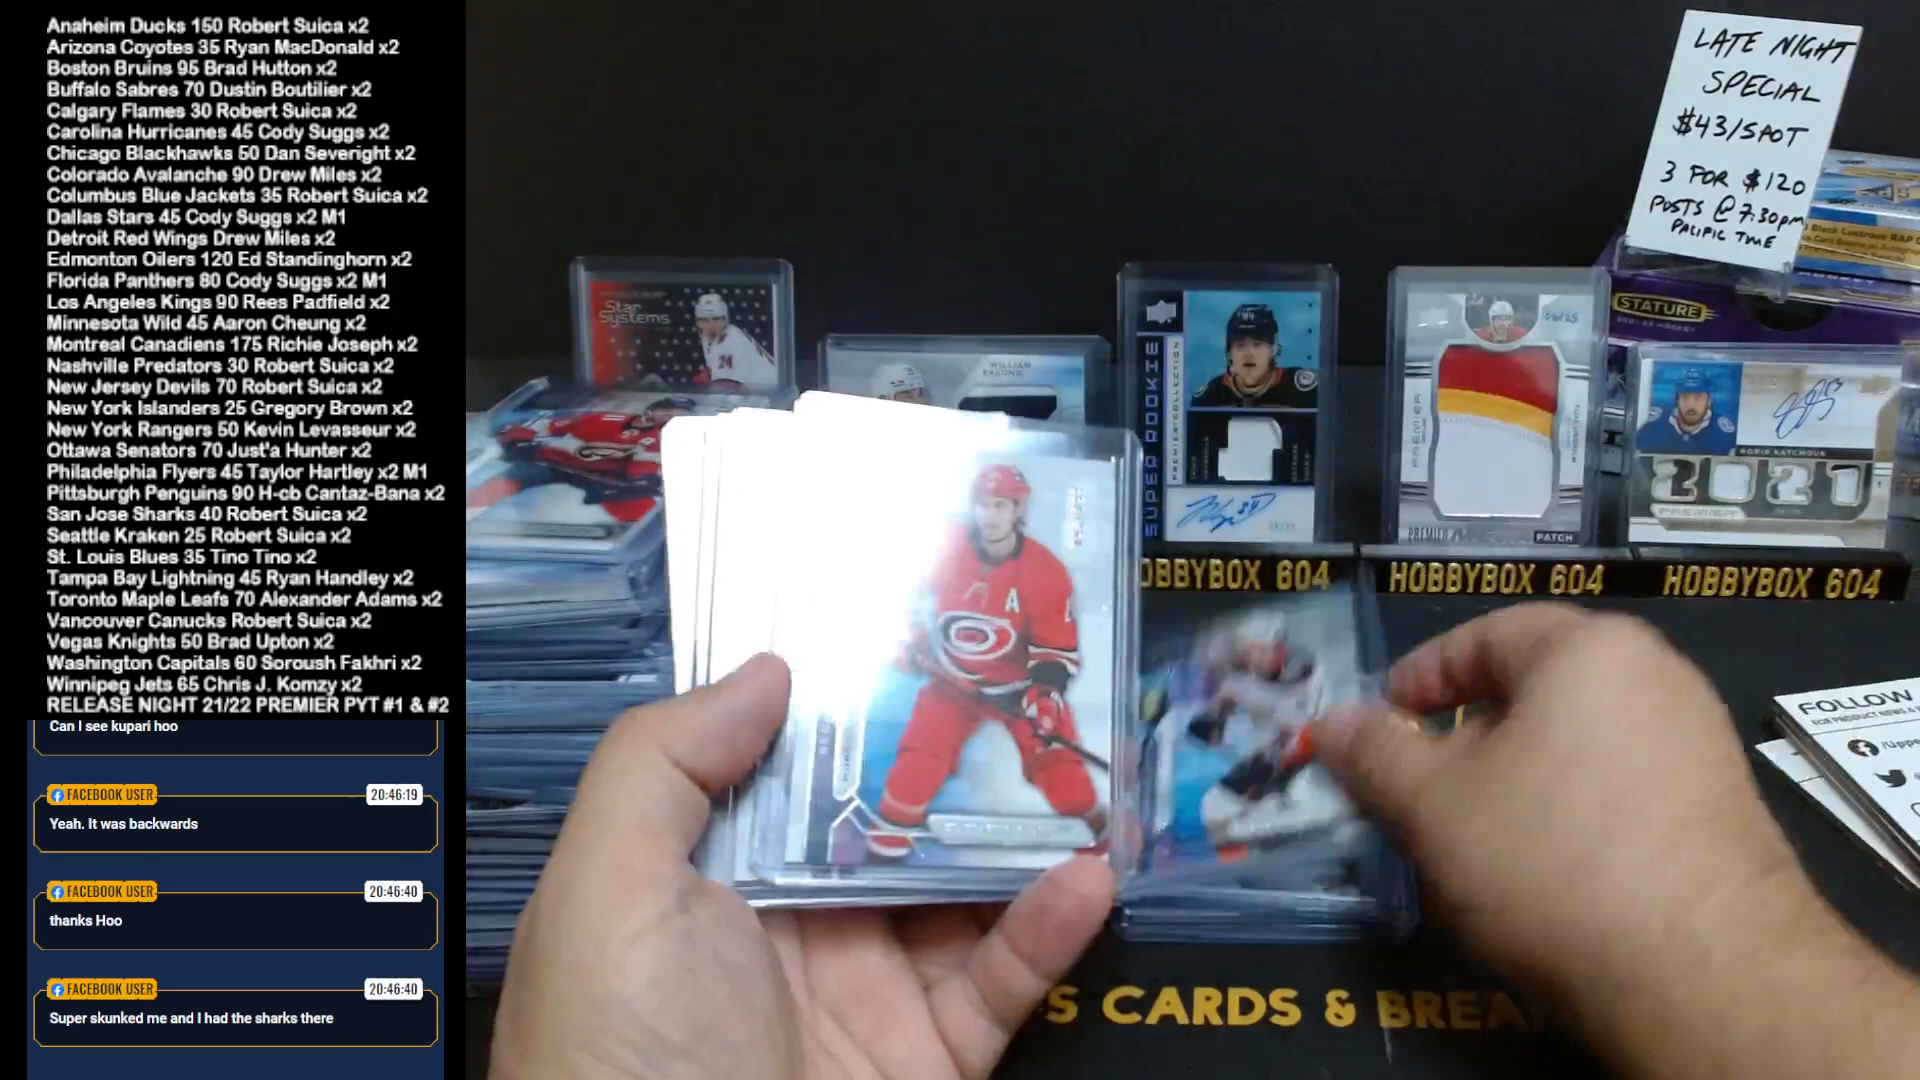 Anaheim Ducks 150 Robert Suica x2
Arizona Coyotes 35 Ryan MacDonald x2
Boston Bruins 95 Brad Hutton x2
Buffalo Sabres 70 Dustin Boutilier x2
Calgary Flames 30 Robert Suica x2
Carolina Hurricanes 45 Cody Suggs x2
Chicago Blackhawks 50 Dan Severight x2
Colorado Avalanche 90 Drew Miles x2
Columbus Blue Jackets 35 Robert Suica x2
Dallas Stars 45 Cody Suggs x2 M1
Detroit Red Wings Drew Miles x2
Edmonton Oilers 120 Ed Standinghorn x2
Florida Panthers 80 Cody Suggs x2 M1
Los Angeles Kings 90 Rees Padfield x2
Minnesota Wild 45 Aaron Cheung x2
Montreal Canadiens 175 Richie Joseph x2
Nashville Predators 30 Robert Suica x2
New Jersey Devils 70 Robert Suica x2
New York Islanders 25 Gregory Brown x2
New York Rangers 50 Kevin Levasseur x2
Ottawa Senators 70 Just'a Hunter x2
Philadelphia Flyers 45 Taylor Hartley x2 M1
Pittsburgh Penguins 90 H-cb Cantaz-Bana x2
San Jose Sharks 40 Robert Suica x2
Seattle Kraken 25 Robert Suica x2
St. Louis Blues 35 Tino Tino x2
Tampa Bay Lightning 45 Ryan Handley x2
Toronto Maple Leafs 70 Alexander Adams x2
Vancouver Canucks Robert Suica x2
Vegas Knights 50 Brad Upton x2
Washington Capitals 60 Soroush Fakhri x2
Winnipeg Jets 65 Chris J. Komzy x2
RELEASE NIGHT 21/22 PREMIER PYT #1 & #2
Can I see kupari hoo
FACEBOOK USER 20:46:19
Yeah. It was backwards
FACEBOOK USER 20:46:40
thanks Hoo
FACEBOOK USER 20:46:40
Super skunked me and I had the sharks there
LATE NIGHT
SPECIAL
$43/SPOT
3 FOR $120
POSTS @ 7:30pm
PACIFIC TIME
STATURE
Star
Systems
24
WILLIAM
EKLUND
SUPER ROOKIE
PREMIER COLLECTION
PREMIER
PATCH
BORIS KATCHOUK
2021
A
OBBYBOX 604
HOBBYBOX 604
HOBBYBOX 604
FOLLOW
S CARDS & BREA